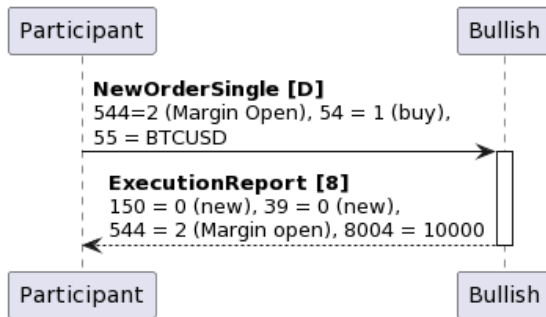 Participant Bullish
NewOrderSingle [D]
544=2 (Margin Open), 54 = 1 (buy),
55 = BTCUSD
ExecutionReport [8]
150 = 0 (new), 39 = 0 (new),
544 = 2 (Margin open), 8004 = 10000
Participant Bullish